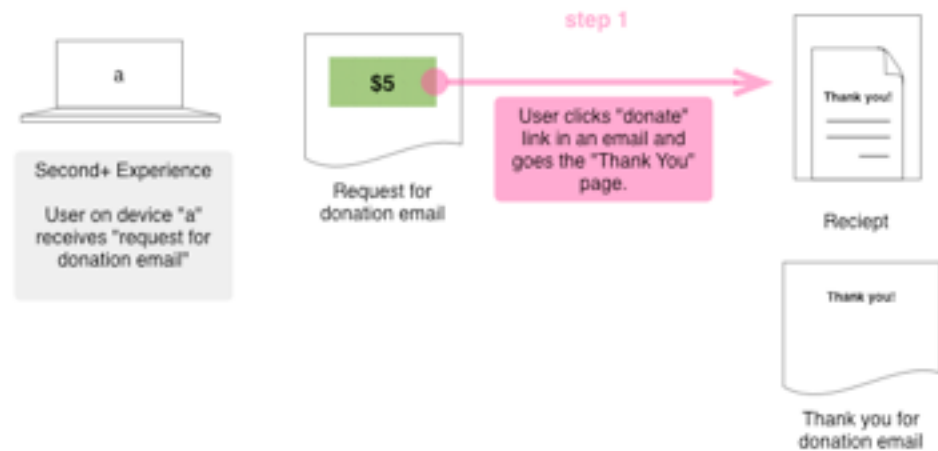 a
Second+ Experience
User on device "a"
receives "request for
donation email"
$5
Request for
donation email
step 1
User clicks "donate"
link in an email and
goes the "Thank You"
page.
Thank you!
Reciept
Thank you!
Thank you for
donation email